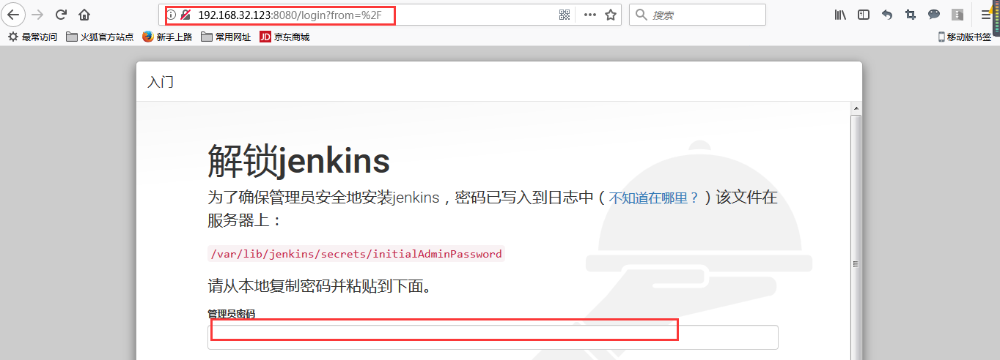 192.168.32.123:8080/login?from=%2F
搜索
最常访问 火狐官方站点 新手上路 常用网址 JD 京东商城 移动版书签
入门
解锁jenkins
为了确保管理员安全地安装jenkins，密码已写入到日志中（不知道在哪里？）该文件在
服务器上：
/var/lib/jenkins/secrets/initialAdminPassword
请从本地复制密码并粘贴到下面。
管理员密码